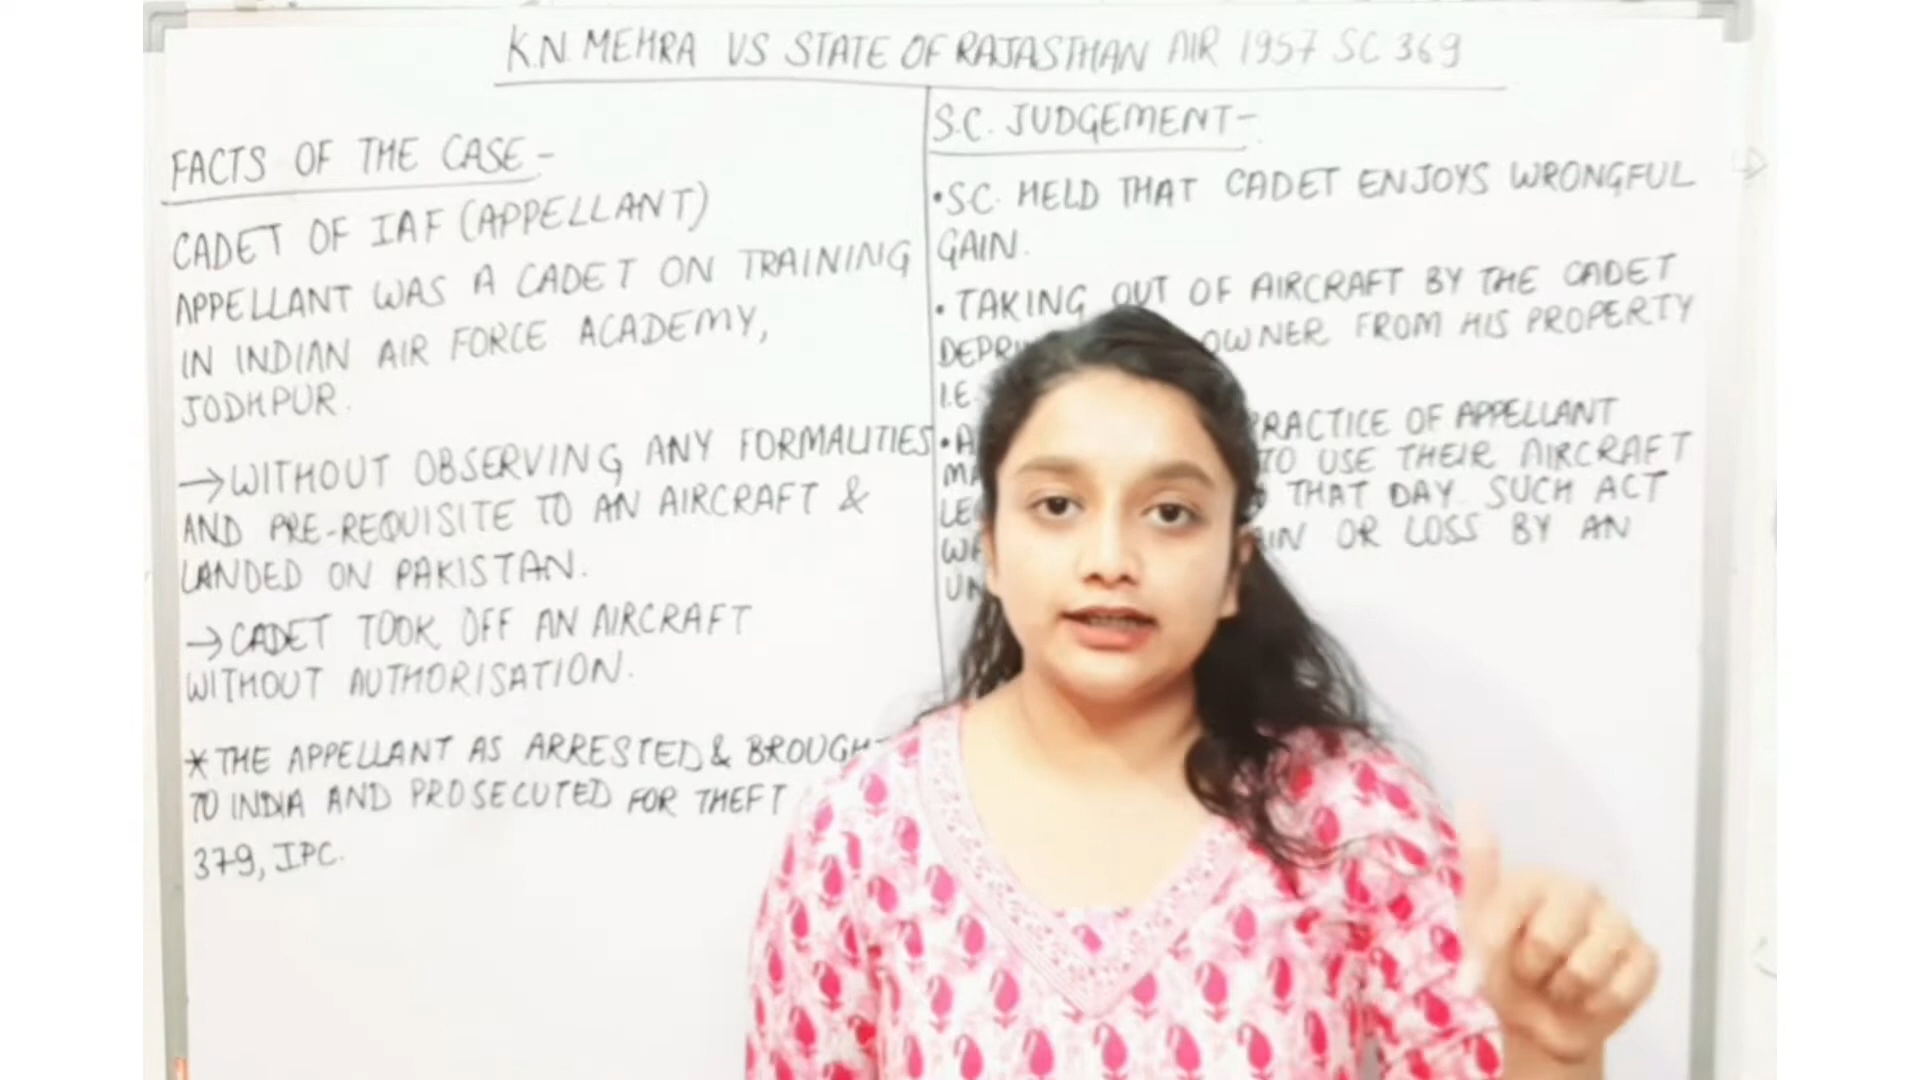 K.N. MEHRA VS STATE OF RAJASTHAN AIR 1957 SC 369
FACTS OF THE CASE -
CADET OF IAF (APPELLANT)
APPELLANT WAS A CADET ON TRAINING
IN INDIAN AIR FORCE ACADEMY,
JODHPUR.
→ WITHOUT OBSERVING ANY FORMALITIES
AND PRE-REQUISITE TO AN AIRCRAFT &
LANDED ON PAKISTAN.
→ CADET TOOK OFF AN AIRCRAFT
WITHOUT AUTHORISATION.
* THE APPELLANT AS ARRESTED & BROUGHT
TO INDIA AND PROSECUTED FOR THEFT
379, IPC.
S.C. JUDGEMENT -
• S.C. HELD THAT CADET ENJOYS WRONGFUL
GAIN.
• TAKING OUT OF AIRCRAFT BY THE CADET
OWNER FROM HIS PROPERTY
I.E.
PRACTICE OF APPELLANT
TO USE THEIR AIRCRAFT
THAT DAY. SUCH ACT
OR LOSS BY AN